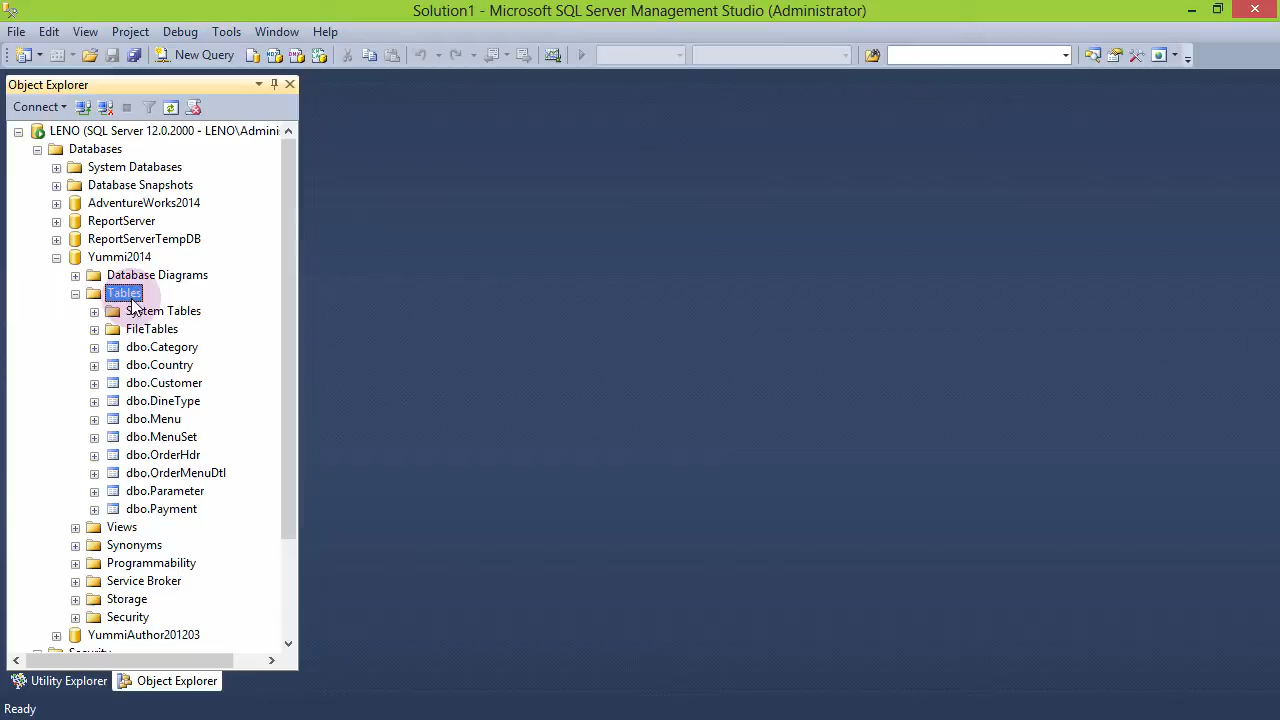 Solution1 - Microsoft SQL Server Management Studio (Administrator)
File Edit View Project Debug Tools Window Help
New Query
Object Explorer
Connect
LENO (SQL Server 12.0.2000 - LENO\Adminis
Databases
System Databases
Database Snapshots
AdventureWorks2014
ReportServer
ReportServerTempDB
Yummi2014
Database Diagrams
Tables
System Tables
FileTables
dbo.Category
dbo.Country
dbo.Customer
dbo.DineType
dbo.Menu
dbo.MenuSet
dbo.OrderHdr
dbo.OrderMenuDtl
dbo.Parameter
dbo.Payment
Views
Synonyms
Programmability
Service Broker
Storage
Security
YummiAuthor201203
Security
Utility Explorer Object Explorer
Ready